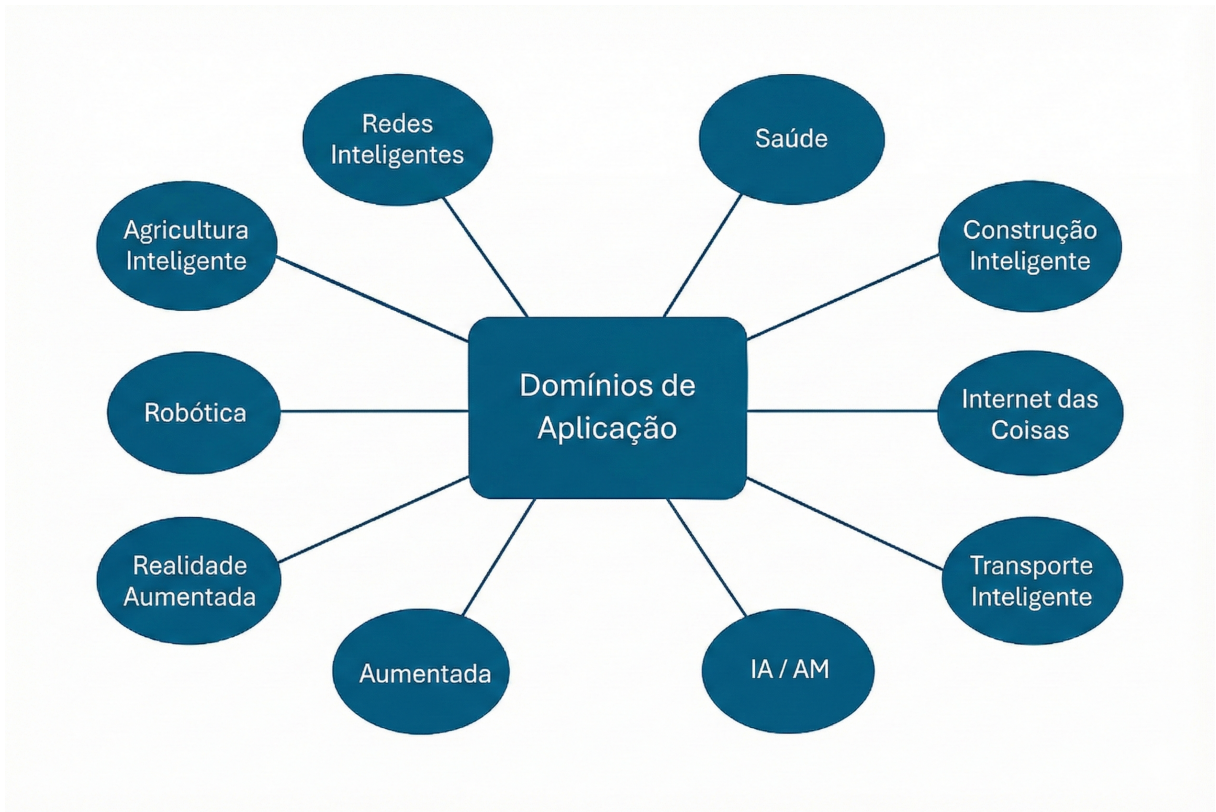 Redes
Inteligentes
Saúde
Agricultura
Inteligente
Construção
Inteligente
Domínios de
Aplicação
Robótica
Internet das
Coisas
Realidade
Aumentada
Transporte
Inteligente
Aumentada
IA / AM